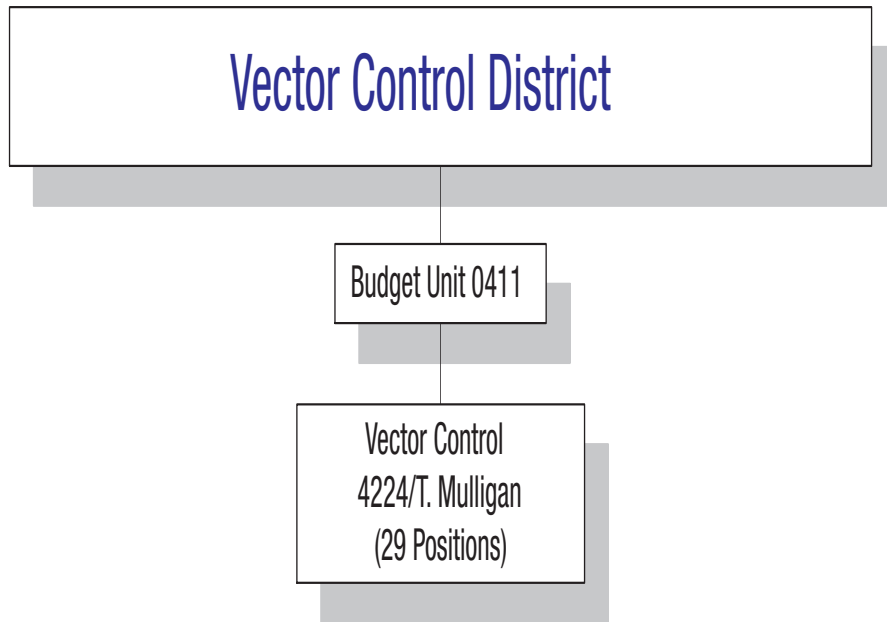 Vector Control District
Budget Unit 0411
Vector Control
4224/T. Mulligan
(29 Positions)